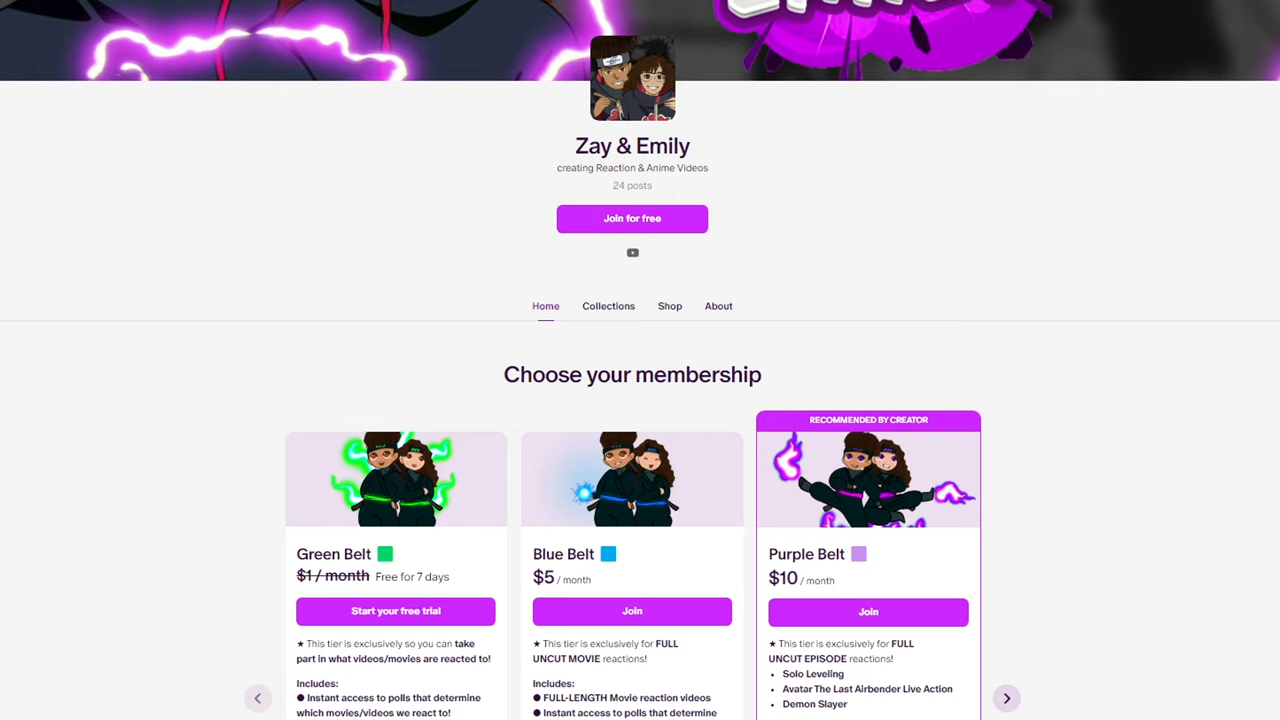 Zay & Emily
creating Reaction & Anime Videos
24 posts
Join for free
Home
Collections
Shop
About
Choose your membership
Green Belt
$1 / month Free for 7 days
Start your free trial
★ This tier is exclusively so you can take
part in what videos/movies are reacted to!
Includes:
● Instant access to polls that determine
which movies/videos we react to!
Blue Belt
$5 / month
Join
★ This tier is exclusively for FULL
UNCUT MOVIE reactions!
Includes:
● FULL-LENGTH Movie reaction videos
● Instant access to polls that determine
RECOMMENDED BY CREATOR
Purple Belt
$10 / month
Join
★ This tier is exclusively for FULL
UNCUT EPISODE reactions!
• Solo Leveling
• Avatar The Last Airbender Live Action
• Demon Slayer